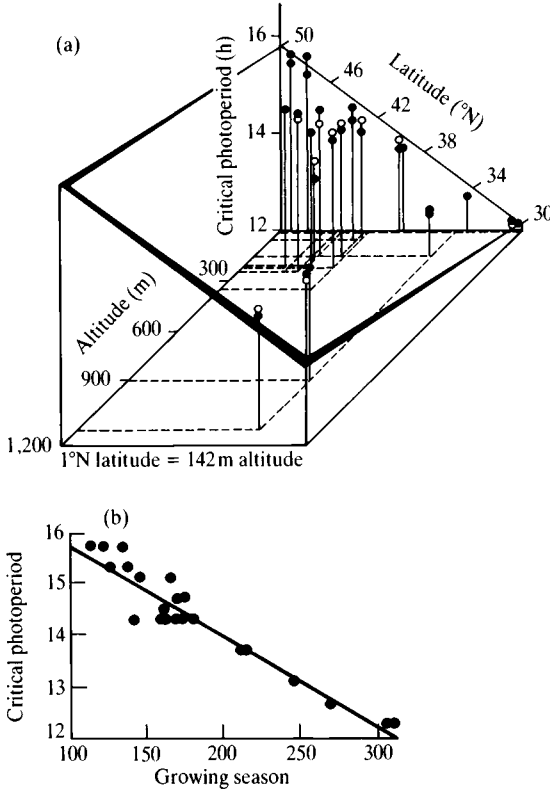 (a)
Critical photoperiod (h)
16
14
12
50
46
42
38
34
30
Latitude (°N)
Altitude (m)
300
600
900
1,200
1°N latitude = 142m altitude
(b)
Critical photoperiod
16
15
14
13
12
100
150
200
250
300
Growing season